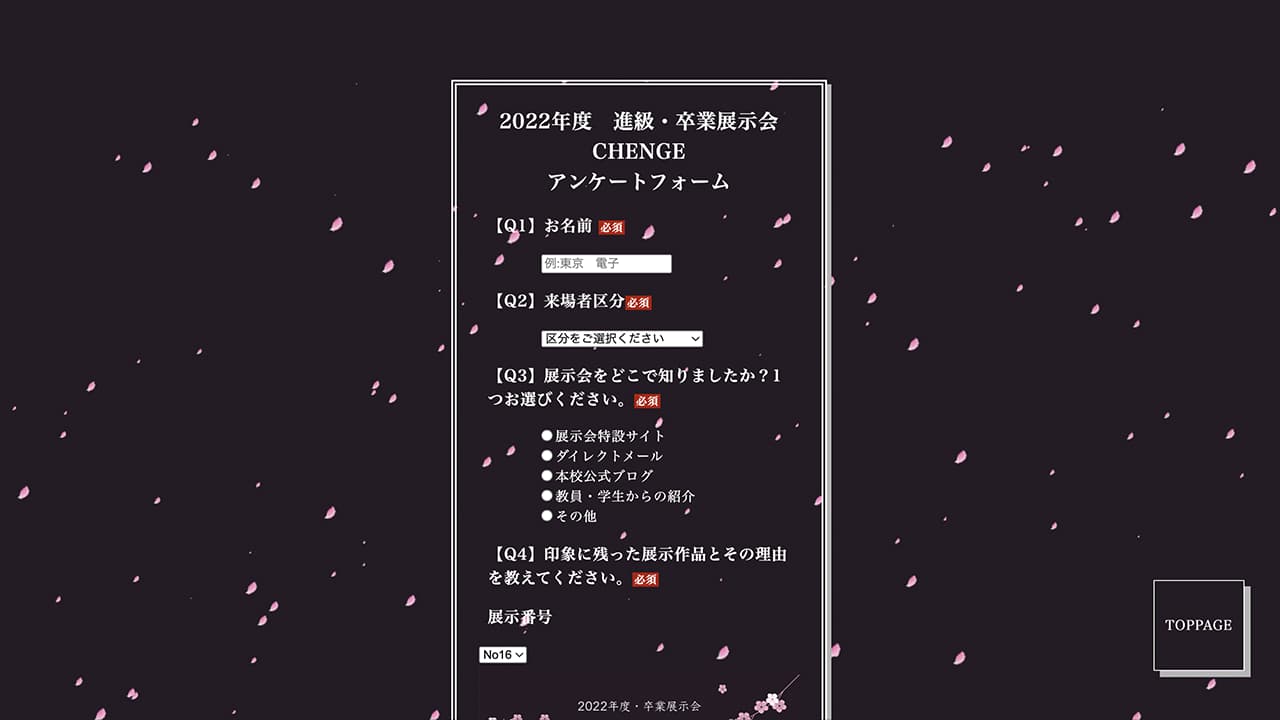 2022年度　進級・卒業展示会
CHENGE
アンケートフォーム
【Q1】お名前 必須
例:東京　電子
【Q2】来場者区分必須
区分をご選択ください
【Q3】展示会をどこで知りましたか？1
つお選びください。必須
展示会特設サイト
ダイレクトメール
本校公式ブログ
教員・学生からの紹介
その他
【Q4】印象に残った展示作品とその理由
を教えてください。必須
展示番号
No16
2022年度・卒業展示会
TOPPAGE